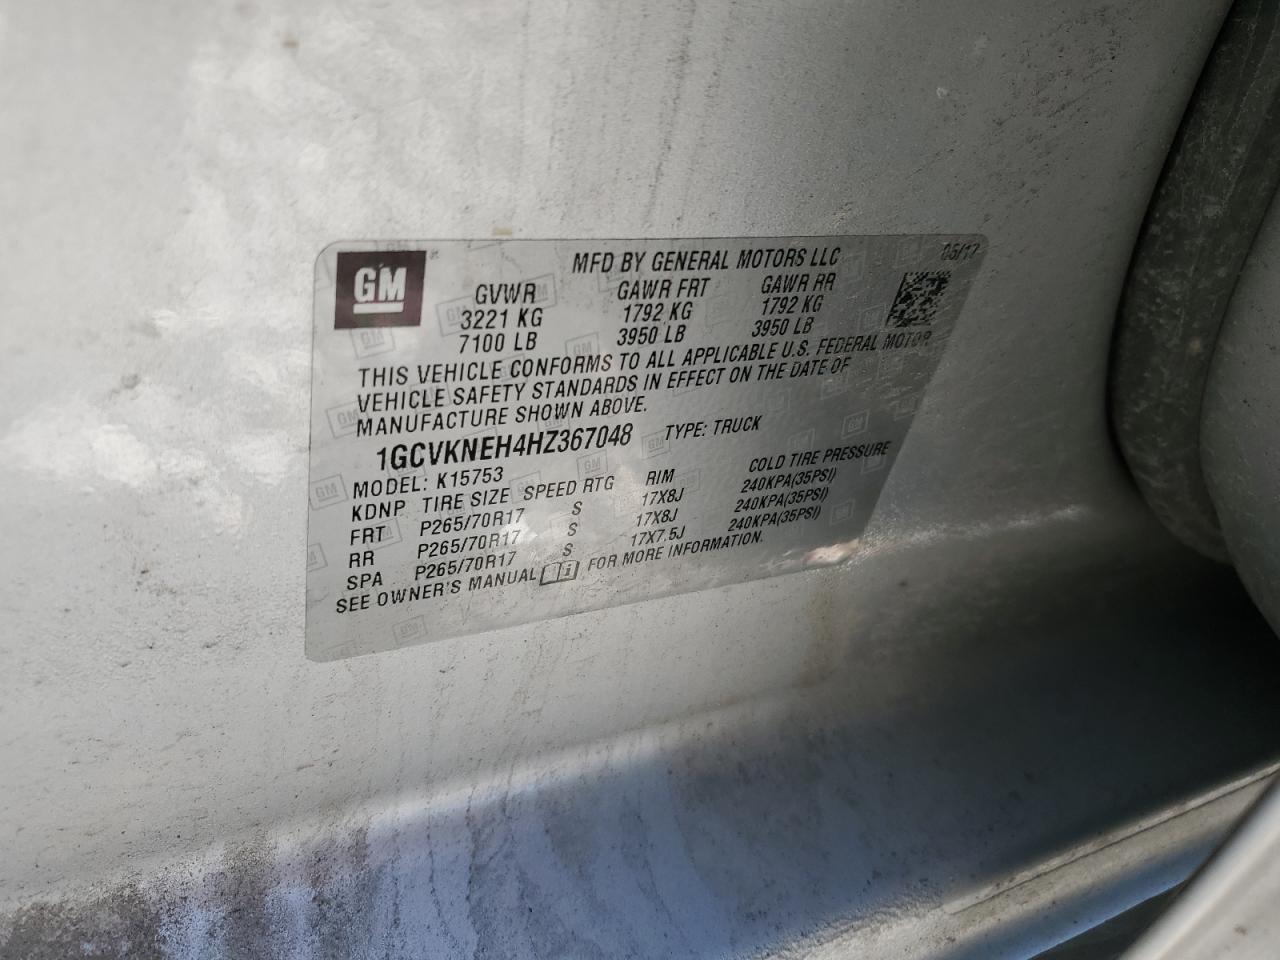 GM
MFD BY GENERAL MOTORS LLC 05/17
GVWR GAWR FRT GAWR RR
3221 KG 1792 KG 1792 KG
7100 LB 3950 LB 3950 LB
THIS VEHICLE CONFORMS TO ALL APPLICABLE U.S. FEDERAL MOTOR
VEHICLE SAFETY STANDARDS IN EFFECT ON THE DATE OF
MANUFACTURE SHOWN ABOVE.
1GCVKNEH4HZ367048 TYPE: TRUCK
MODEL: K15753
KDNP TIRE SIZE SPEED RTG RIM COLD TIRE PRESSURE
FRT P265/70R17 S 17X8J 240KPA(35PSI)
RR P265/70R17 S 17X8J 240KPA(35PSI)
SPA P265/70R17 S 17X7.5J 240KPA(35PSI)
SEE OWNER'S MANUAL i FOR MORE INFORMATION.